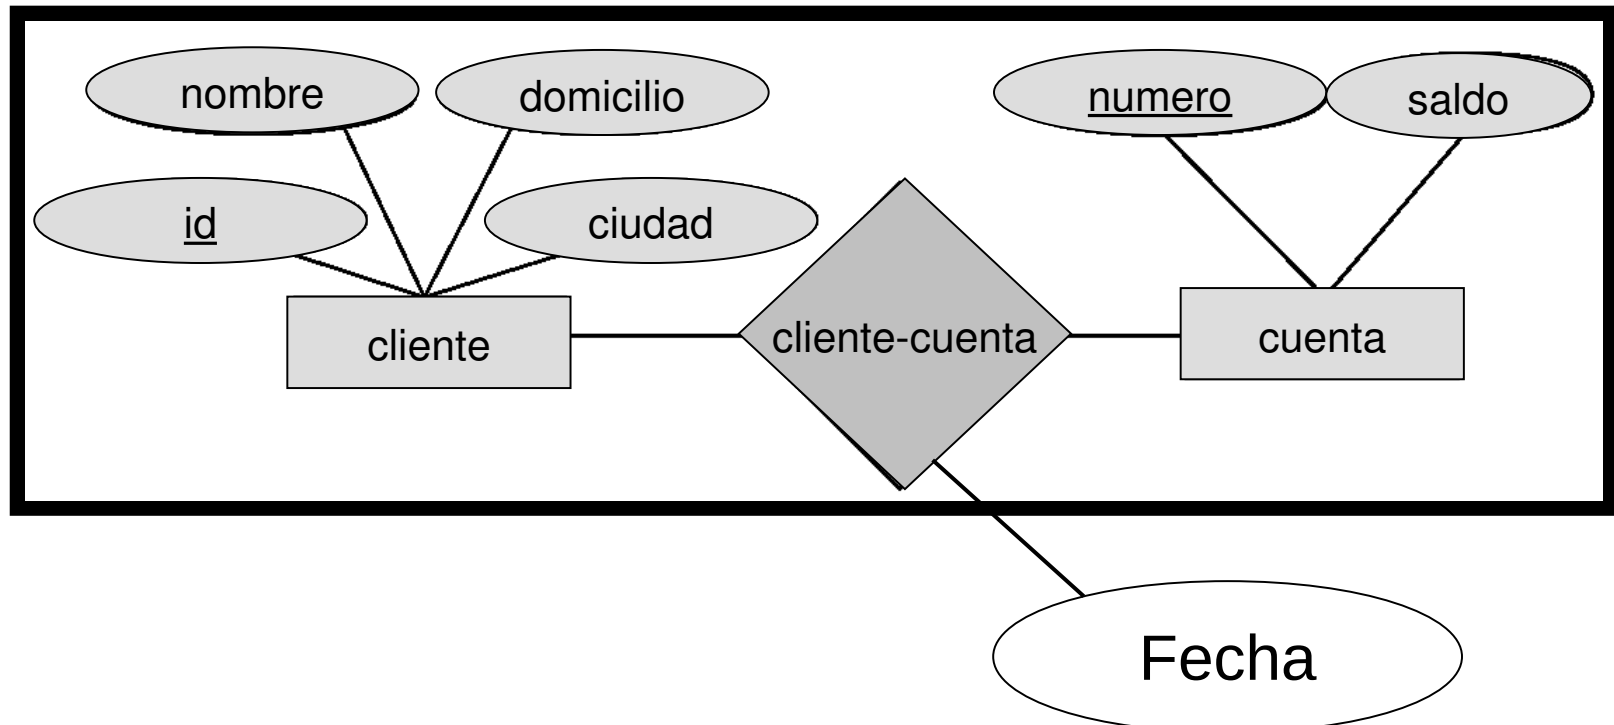 nombre
domicilio
numero
saldo
id
ciudad
cliente
cliente-cuenta
cuenta
Fecha